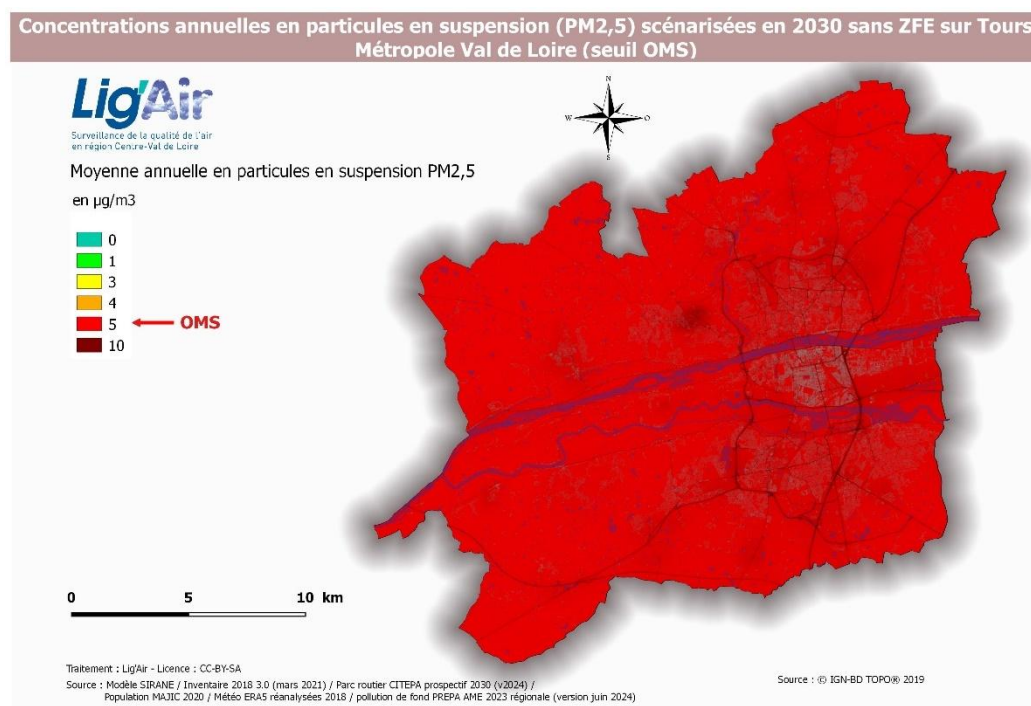 Concentrations annuelles en particules en suspension (PM2,5) scénarisées en 2030 sans ZFE sur Tours
Métropole Val de Loire (seuil OMS)
Lig'Air
Surveillance de la qualité de l'air
en région Centre-Val de Loire
N
W
O
S
Moyenne annuelle en particules en suspension PM2,5
en µg/m3
0
1
3
4
5 OMS
10
0 5 10 km
Traitement : Lig'Air - Licence : CC-BY-SA
Source : Modèle SIRANE / Inventaire 2018 3.0 (mars 2021) / Parc routier CITEPA prospectif 2030 (v2024) /
Population MAJIC 2020 / Météo ERA5 réanalysées 2018 / pollution de fond PREPA AME 2023 régionale (version juin 2024)
Source : © IGN-BD TOPO® 2019